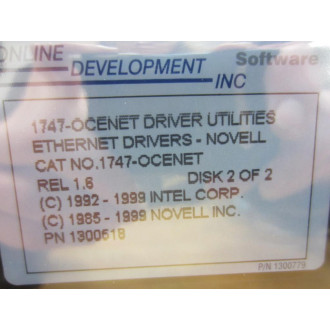 ONLINE
DEVELOPMENT
INC
Software
1747-OCENET DRIVER UTILITIES
ETHERNET DRIVERS - NOVELL
CAT NO.1747-OCENET
REL 1.6 DISK 2 OF 2
(C) 1992 - 1999 INTEL CORP.
(C) 1985 - 1999 NOVELL INC.
PN 1300618
P/N 1300779